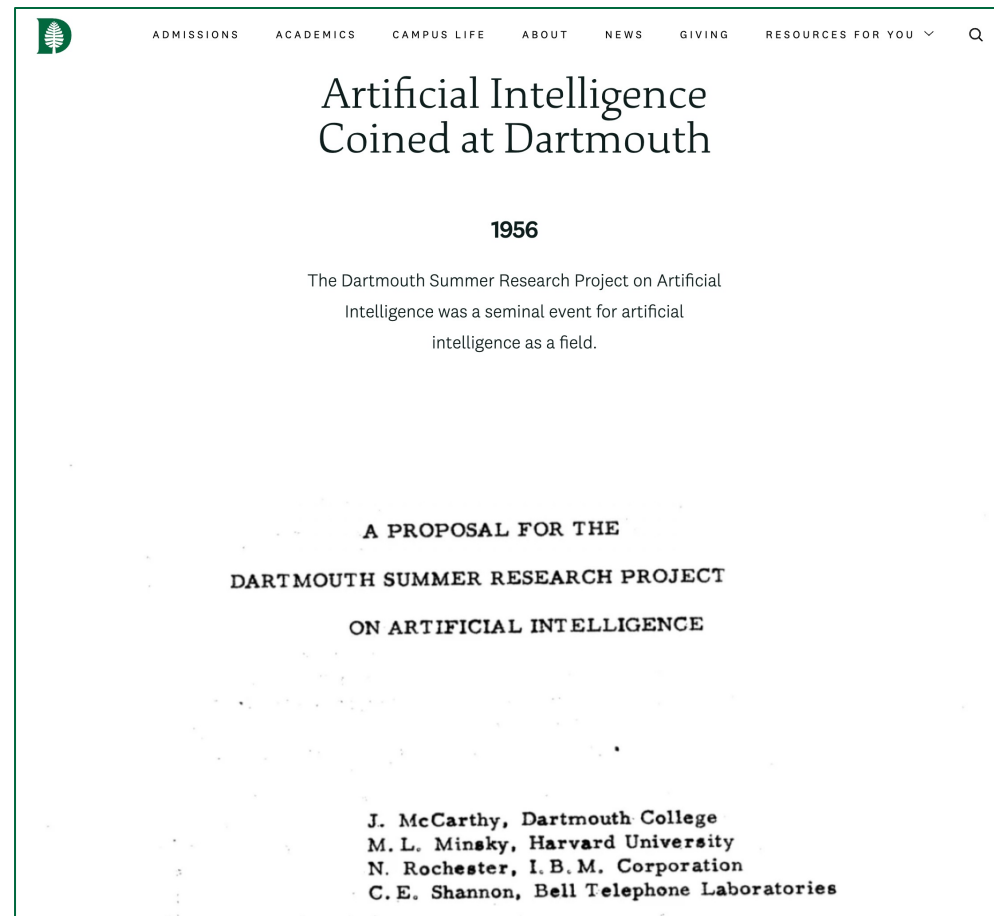 D
ADMISSIONS ACADEMICS CAMPUS LIFE ABOUT NEWS GIVING RESOURCES FOR YOU
Artificial Intelligence
Coined at Dartmouth
1956
The Dartmouth Summer Research Project on Artificial
Intelligence was a seminal event for artificial
intelligence as a field.
A PROPOSAL FOR THE
DARTMOUTH SUMMER RESEARCH PROJECT
ON ARTIFICIAL INTELLIGENCE
J. McCarthy, Dartmouth College
M. L. Minsky, Harvard University
N. Rochester, I.B.M. Corporation
C.E. Shannon, Bell Telephone Laboratories